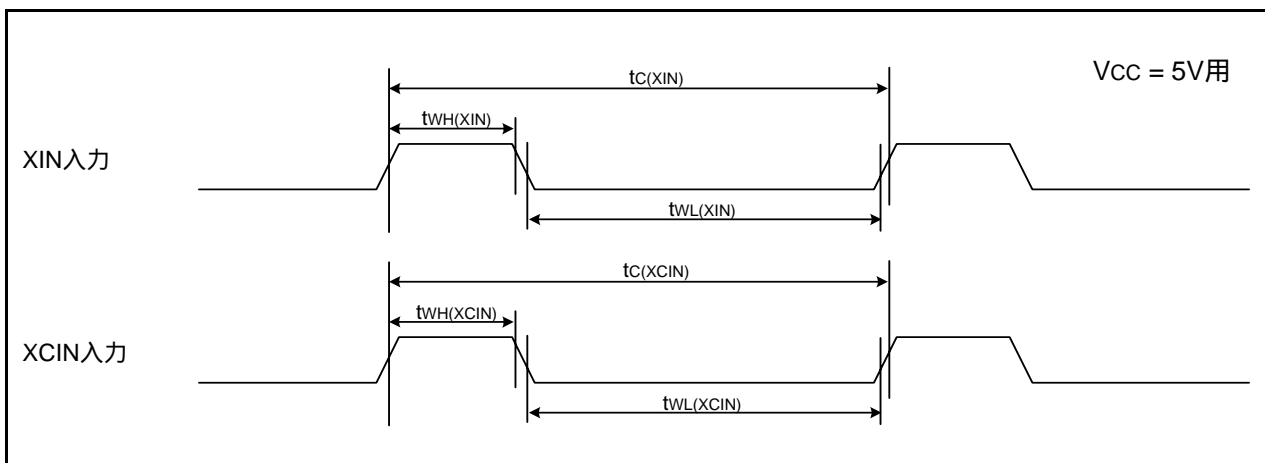 VCC = 5V用
tC(XIN)
tWH(XIN)
XIN入力
tWL(XIN)
tC(XCIN)
tWH(XCIN)
XCIN入力
tWL(XCIN)